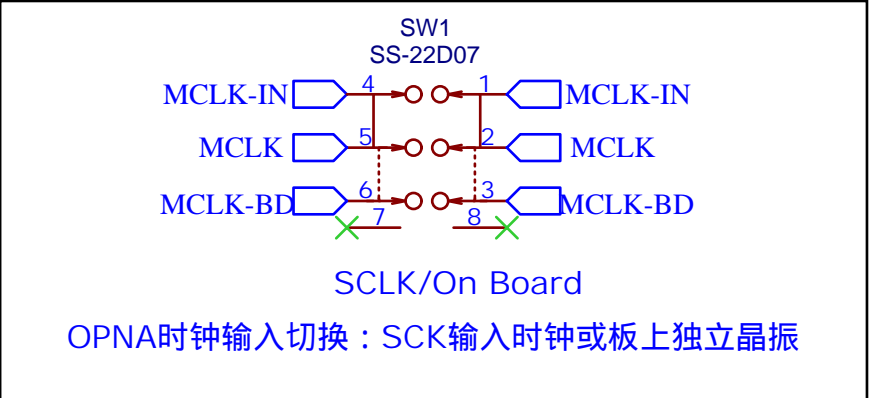 SW1
SS-22D07
MCLK-IN 4 1 MCLK-IN
MCLK 5 2 MCLK
MCLK-BD 6 3 MCLK-BD
7 8
SCLK/On Board
OPNA时钟输入切换：SCK输入时钟或板上独立晶振